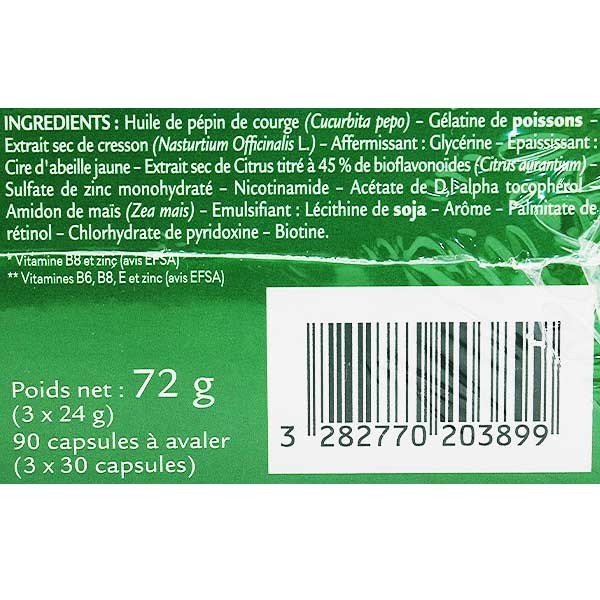 INGREDIENTS : Huile de pépin de courge (Cucurbita pepo) – Gélatine de poissons –
Extrait sec de cresson (Nasturtium Officinalis L.) – Affermissant : Glycérine – Epaississant :
Cire d'abeille jaune – Extrait sec de Citrus titré à 45 % de bioflavonoides (Citrus aurantium)
Sulfate de zinc monohydraté – Nicotinamide – Acétate de D, alpha tocophérol
Amidon de maïs (Zea mais) – Emulsifiant : Lécithine de soja – Arôme – Palmitate de
rétinol – Chlorhydrate de pyridoxine – Biotine.
* Vitamine B8 et zinc (avis EFSA)
** Vitamines B6, B8, E et zinc (avis EFSA)
Poids net : 72 g
(3 x 24 g)
90 capsules à avaler
(3 x 30 capsules)
3 282770 203899